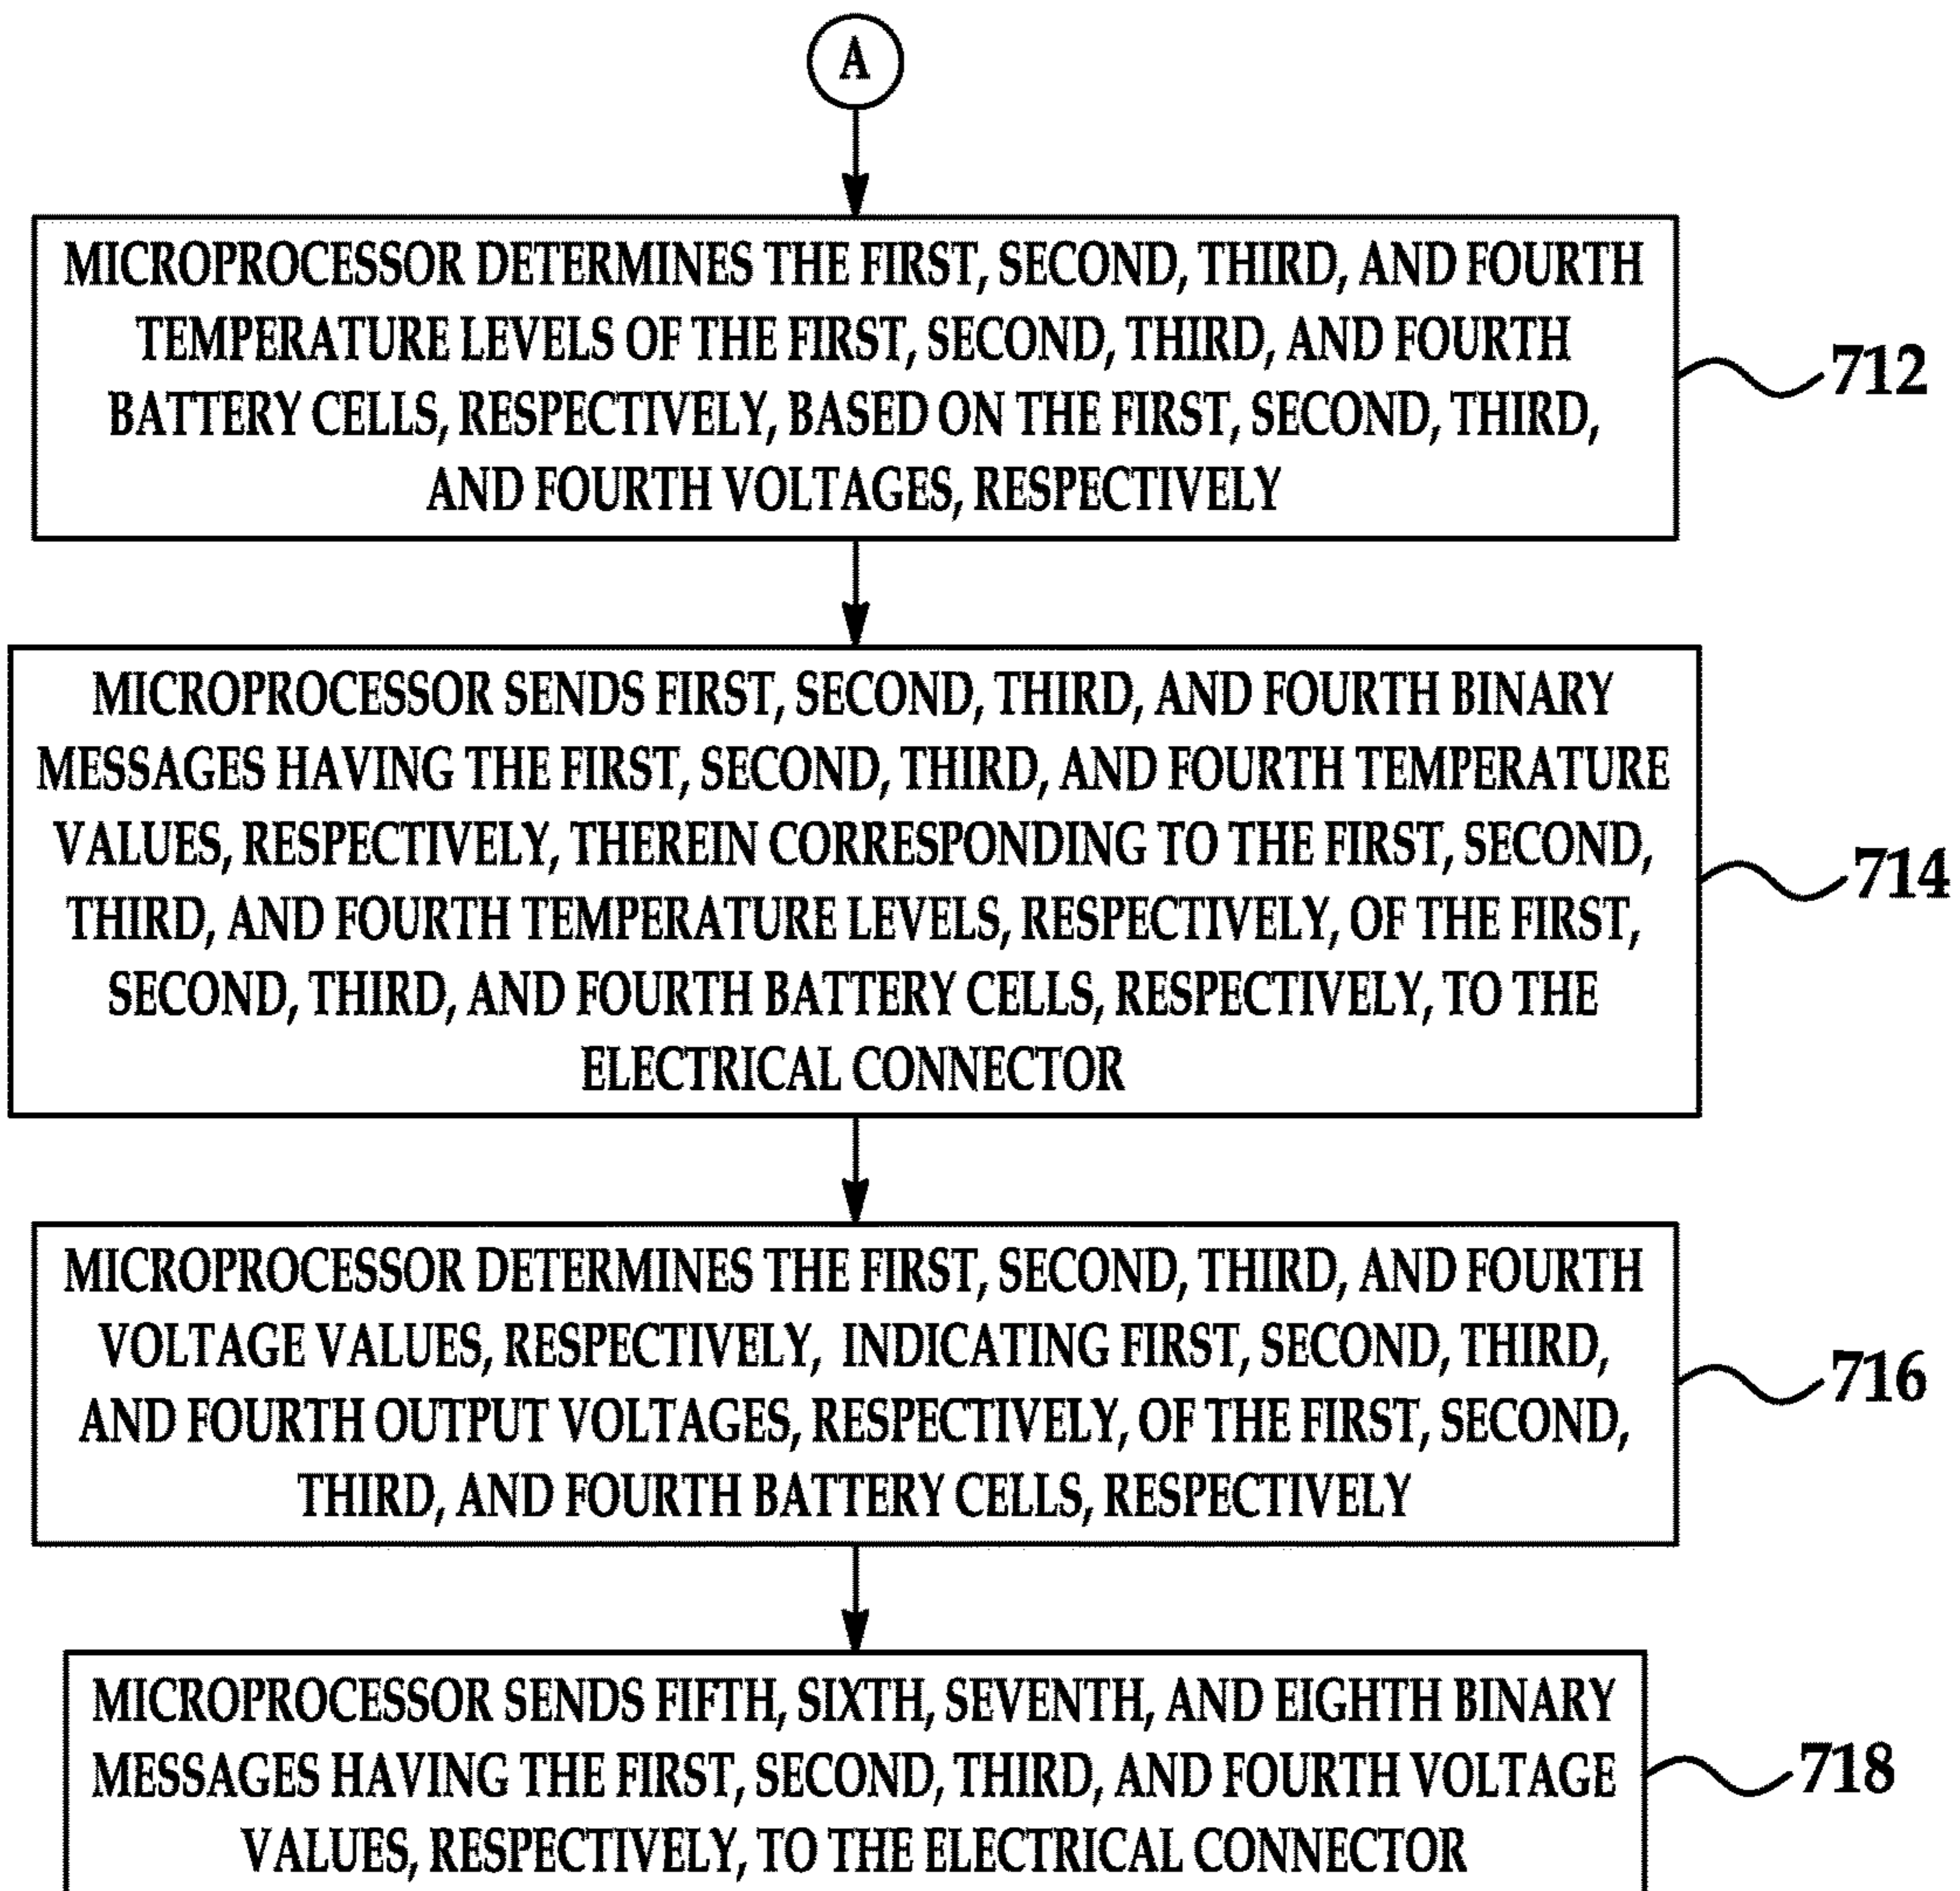 A
MICROPROCESSOR DETERMINES THE FIRST, SECOND, THIRD, AND FOURTH
TEMPERATURE LEVELS OF THE FIRST, SECOND, THIRD, AND FOURTH
BATTERY CELLS, RESPECTIVELY, BASED ON THE FIRST, SECOND, THIRD,
AND FOURTH VOLTAGES, RESPECTIVELY
712
MICROPROCESSOR SENDS FIRST, SECOND, THIRD, AND FOURTH BINARY
MESSAGES HAVING THE FIRST, SECOND, THIRD, AND FOURTH TEMPERATURE
VALUES, RESPECTIVELY, THEREIN CORRESPONDING TO THE FIRST, SECOND,
THIRD, AND FOURTH TEMPERATURE LEVELS, RESPECTIVELY, OF THE FIRST,
SECOND, THIRD, AND FOURTH BATTERY CELLS, RESPECTIVELY, TO THE
ELECTRICAL CONNECTOR
714
MICROPROCESSOR DETERMINES THE FIRST, SECOND, THIRD, AND FOURTH
VOLTAGE VALUES, RESPECTIVELY, INDICATING FIRST, SECOND, THIRD,
AND FOURTH OUTPUT VOLTAGES, RESPECTIVELY, OF THE FIRST, SECOND,
THIRD, AND FOURTH BATTERY CELLS, RESPECTIVELY
716
MICROPROCESSOR SENDS FIFTH, SIXTH, SEVENTH, AND EIGHTH BINARY
MESSAGES HAVING THE FIRST, SECOND, THIRD, AND FOURTH VOLTAGE
VALUES, RESPECTIVELY, TO THE ELECTRICAL CONNECTOR
718